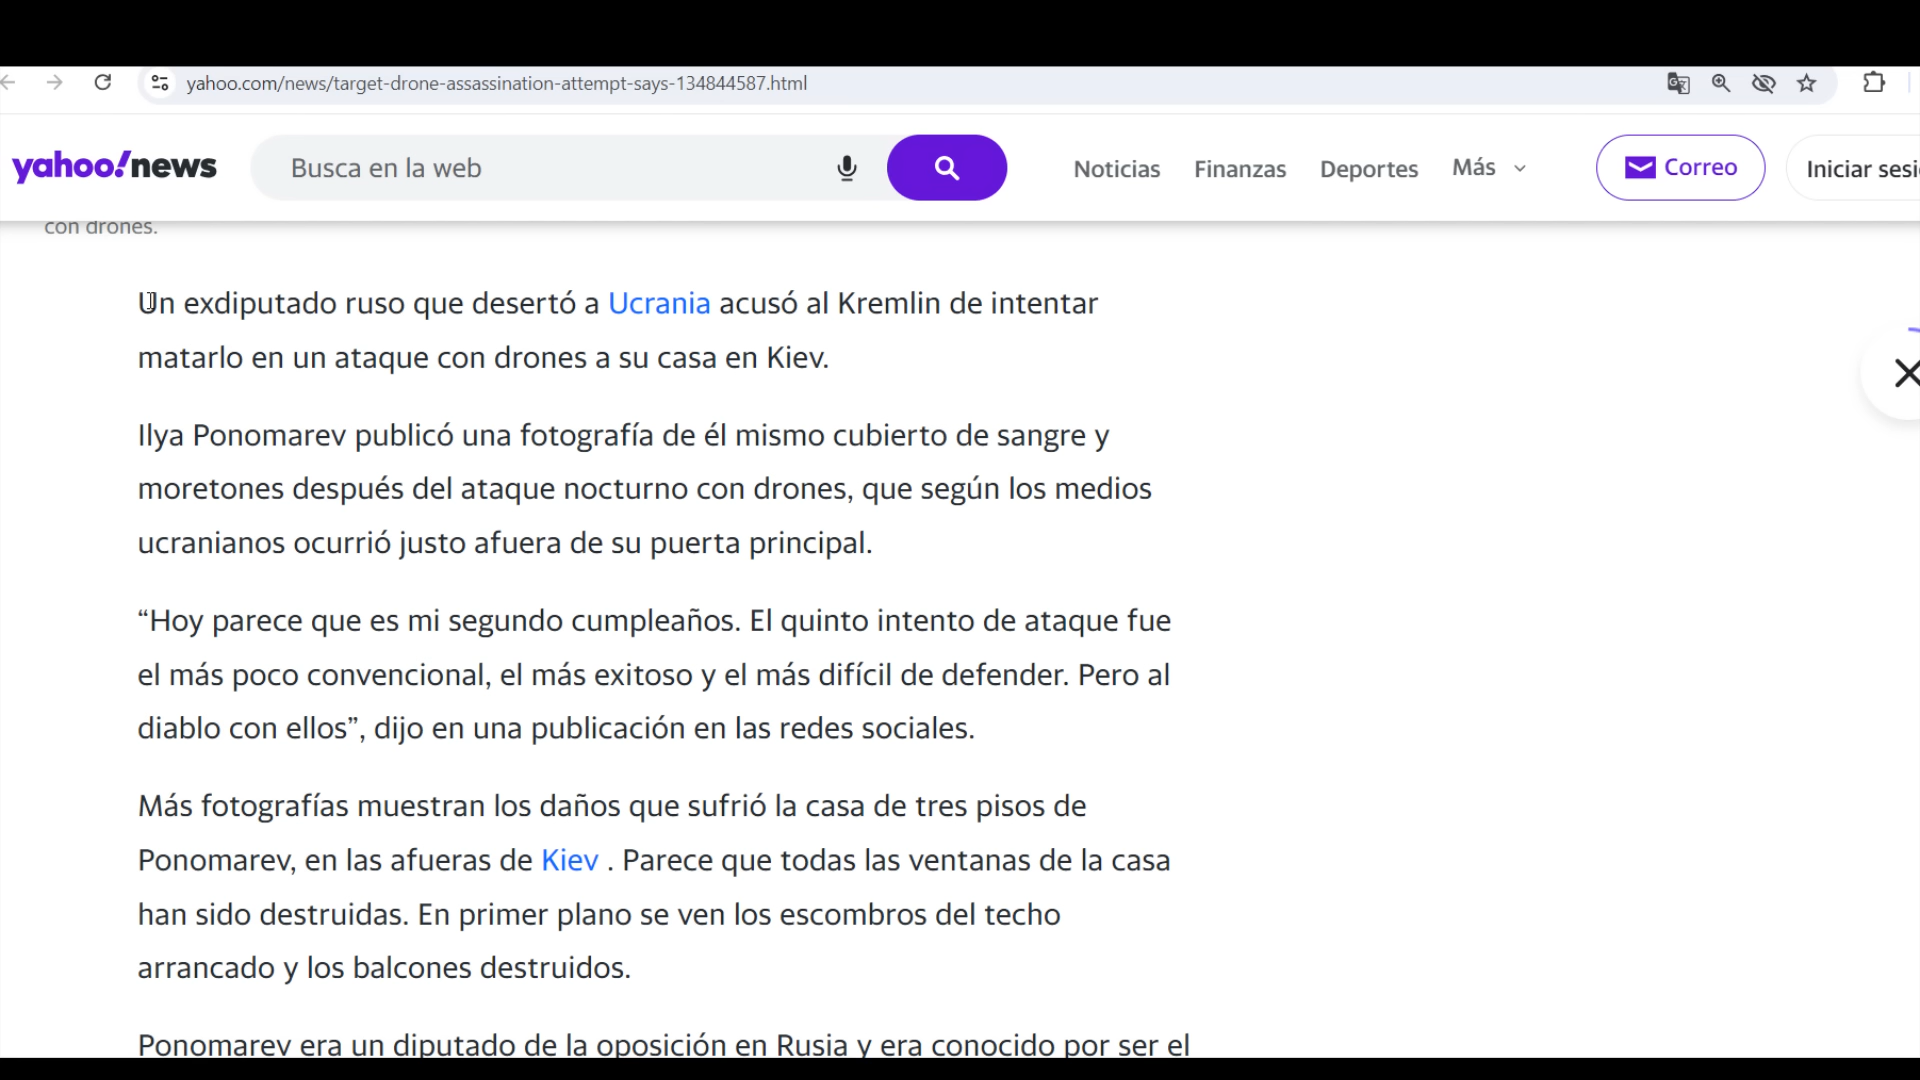 yahoo.com/news/target-drone-assassination-attempt-says-134844587.html
yahoo!news
Busca en la web
Noticias
Finanzas
Deportes
Más
Correo
Iniciar sesi
con drones.
Un exdiputado ruso que desertó a Ucrania acusó al Kremlin de intentar
matarlo en un ataque con drones a su casa en Kiev.
Ilya Ponomarev publicó una fotografía de él mismo cubierto de sangre y
moretones después del ataque nocturno con drones, que según los medios
ucranianos ocurrió justo afuera de su puerta principal.
“Hoy parece que es mi segundo cumpleaños. El quinto intento de ataque fue
el más poco convencional, el más exitoso y el más difícil de defender. Pero al
diablo con ellos”, dijo en una publicación en las redes sociales.
Más fotografías muestran los daños que sufrió la casa de tres pisos de
Ponomarev, en las afueras de Kiev . Parece que todas las ventanas de la casa
han sido destruidas. En primer plano se ven los escombros del techo
arrancado y los balcones destruidos.
Ponomarev era un diputado de la oposición en Rusia y era conocido por ser el